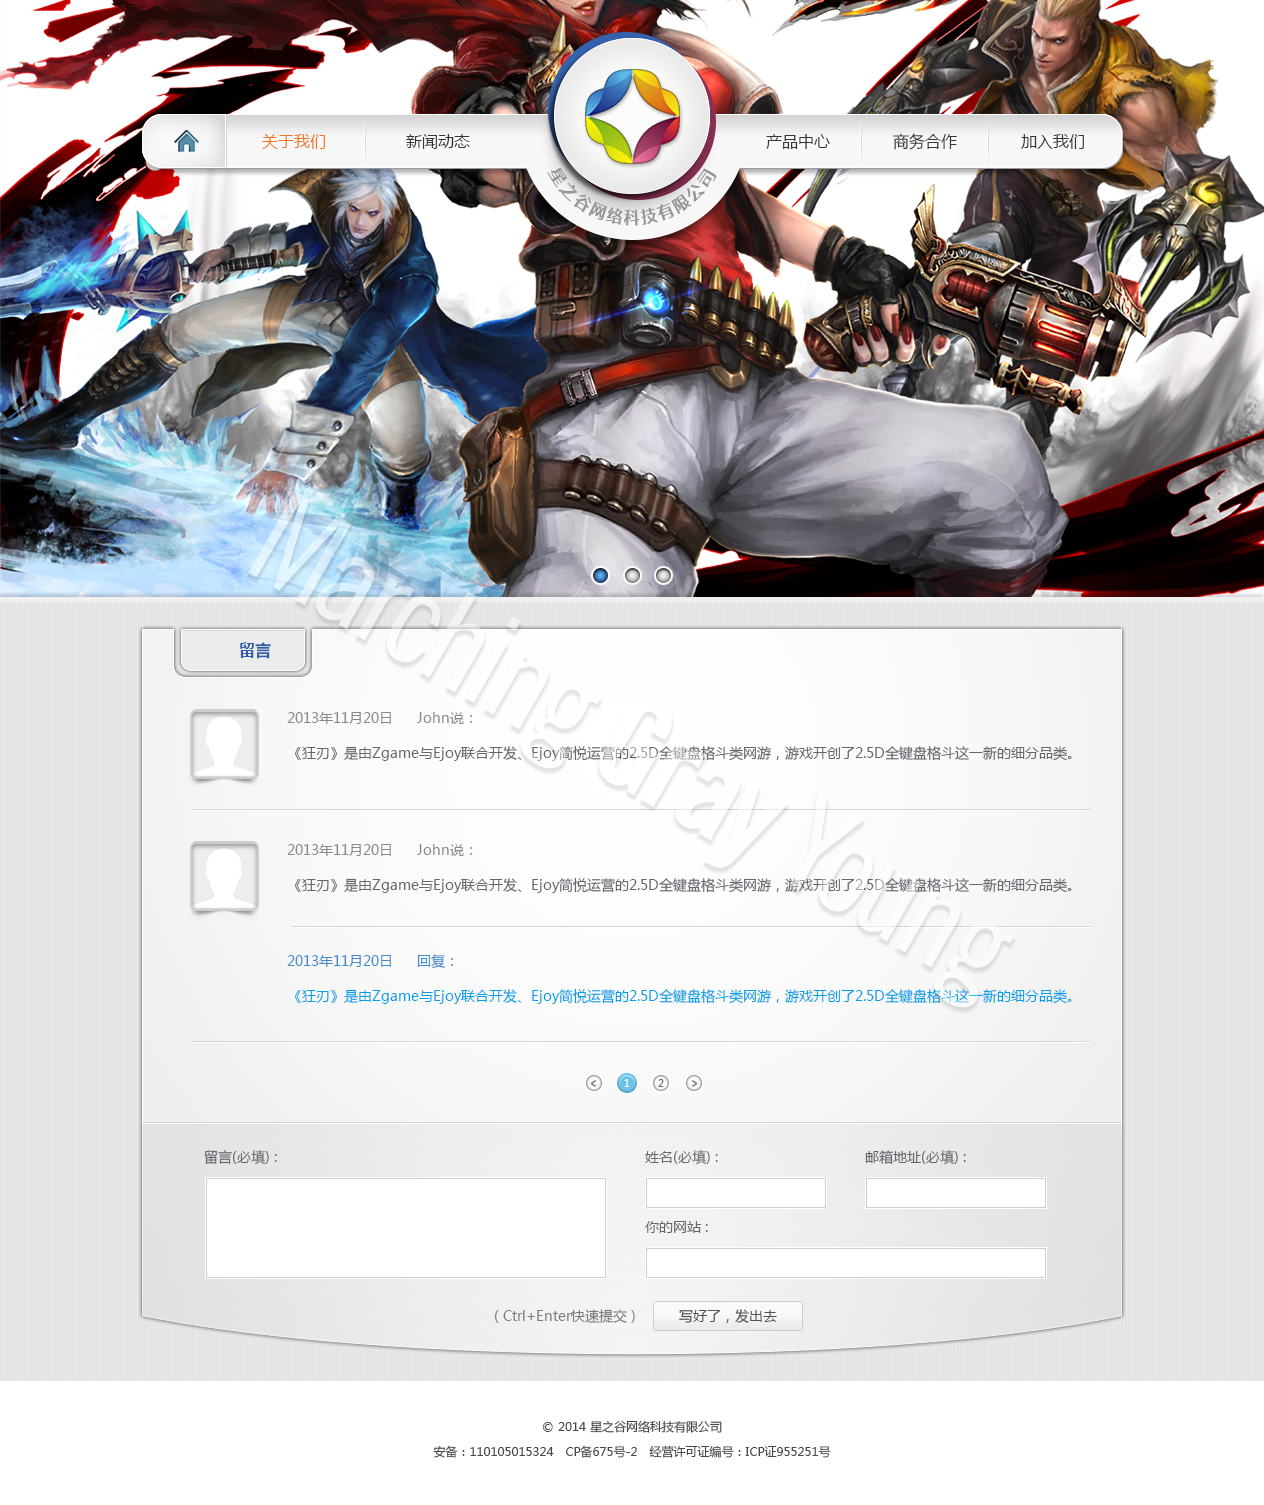 关于我们
新闻动态
产品中心
商务合作
加入我们
星之谷网络科技有限公司
留言
2013年11月20日 John说：
《狂刃》是由Zgame与Ejoy联合开发、Ejoy简悦运营的2.5D全键盘格斗类网游，游戏开创了2.5D全键盘格斗这一新的细分品类。
2013年11月20日 John说：
《狂刃》是由Zgame与Ejoy联合开发、Ejoy简悦运营的2.5D全键盘格斗类网游，游戏开创了2.5D全键盘格斗这一新的细分品类。
2013年11月20日 回复：
《狂刃》是由Zgame与Ejoy联合开发、Ejoy简悦运营的2.5D全键盘格斗类网游，游戏开创了2.5D全键盘格斗这一新的细分品类。
Marching Gray Young
< 1 2 >
留言(必填)：
姓名(必填)：
邮箱地址(必填)：
你的网站：
（Ctrl+Enter快速提交）
写好了，发出去
© 2014 星之谷网络科技有限公司
安备：110105015324 CP备675号-2 经营许可证编号：ICP证955251号